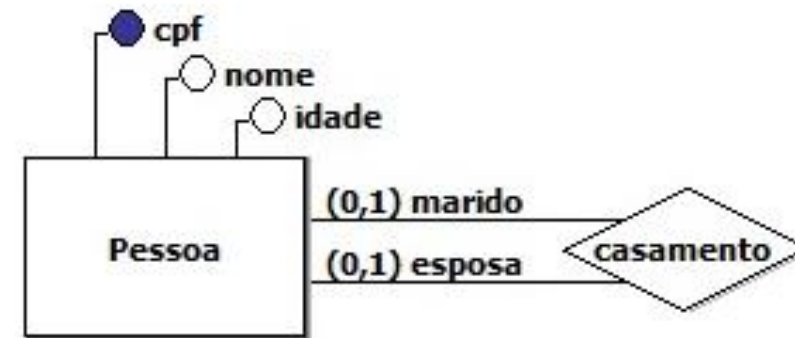 cpf
nome
idade
(0,1) marido
Pessoa
casamento
(0,1) esposa